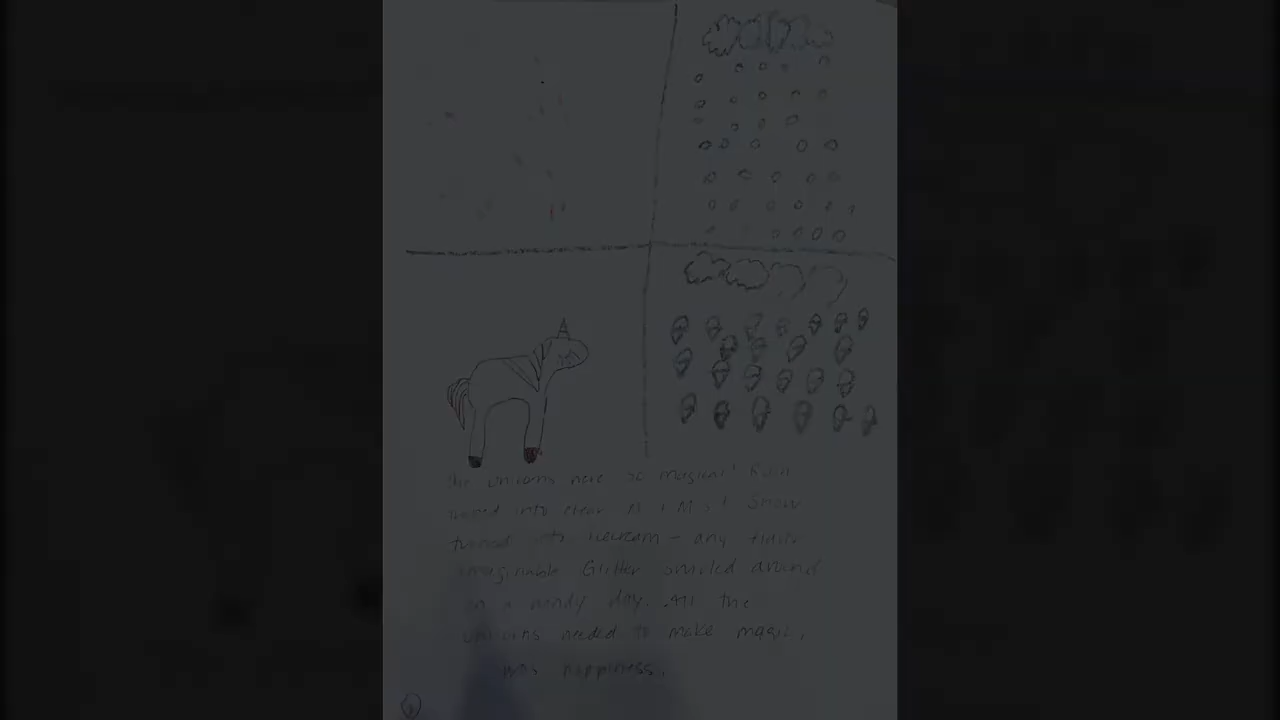 The unicorns were so magical! Rain
turned into clear M & M's! Snow
turned into icecream - any flavor
imaginable. Glitter swirled around
on a windy day. All the
unicorns needed to make magic,
was happiness.